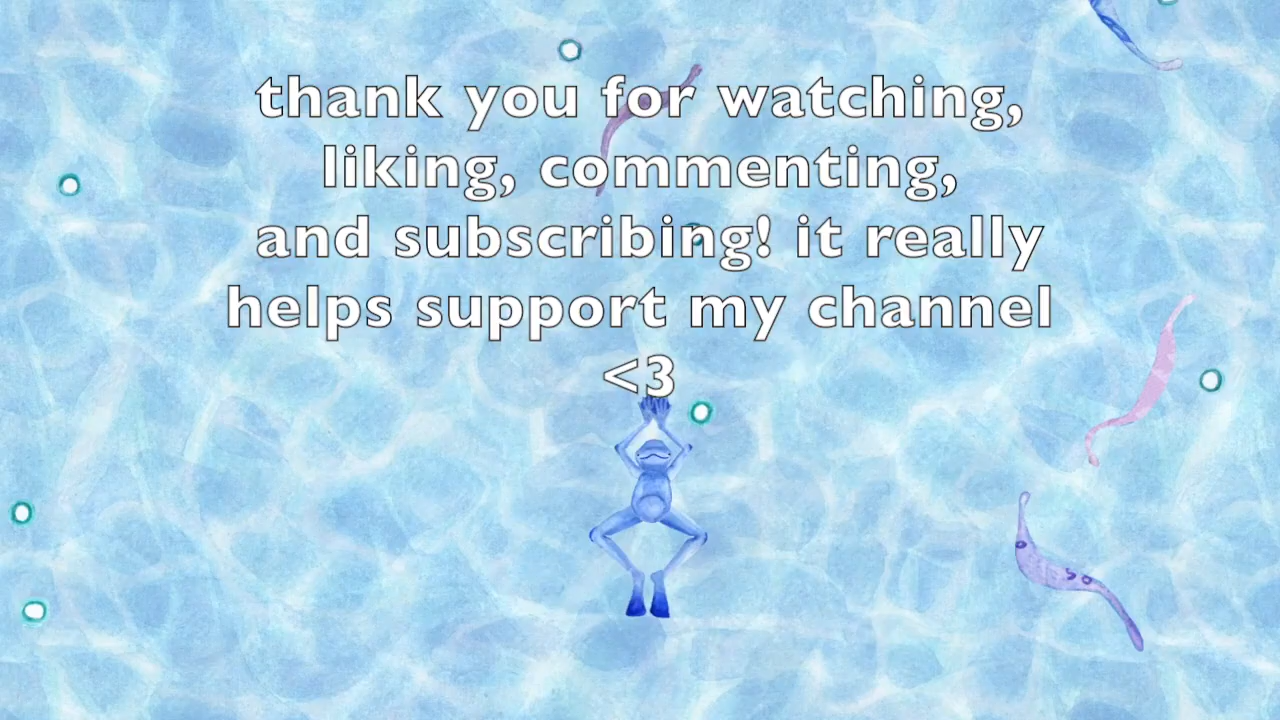 thank you for watching,
liking, commenting,
and subscribing! it really
helps support my channel
<3